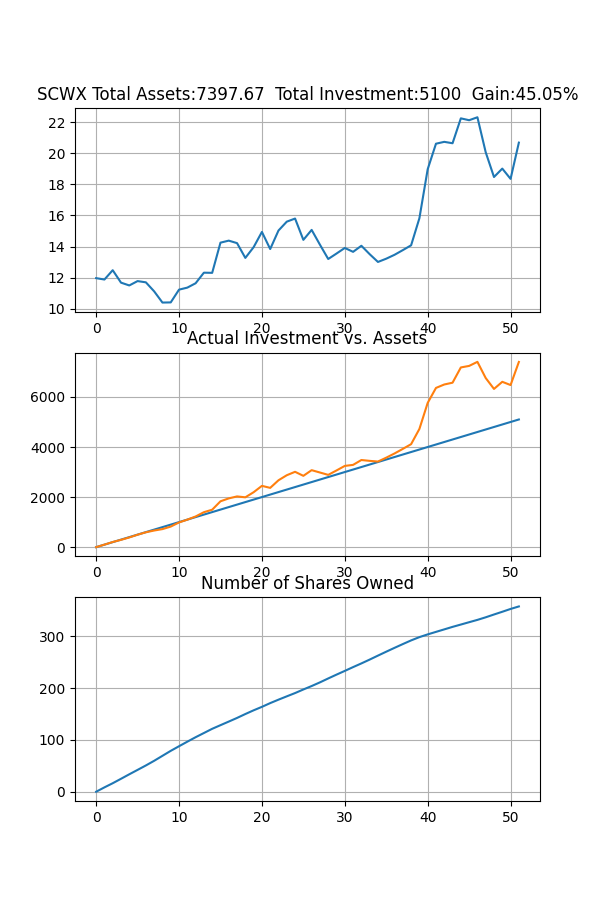 SCWX Total Assets:7397.67  Total Investment:5100  Gain:45.05%
22
20
18
16
14
12
10
0 10 20 30 40 50
Actual Investment vs. Assets
6000
4000
2000
0
0 10 20 30 40 50
Number of Shares Owned
300
200
100
0
0 10 20 30 40 50